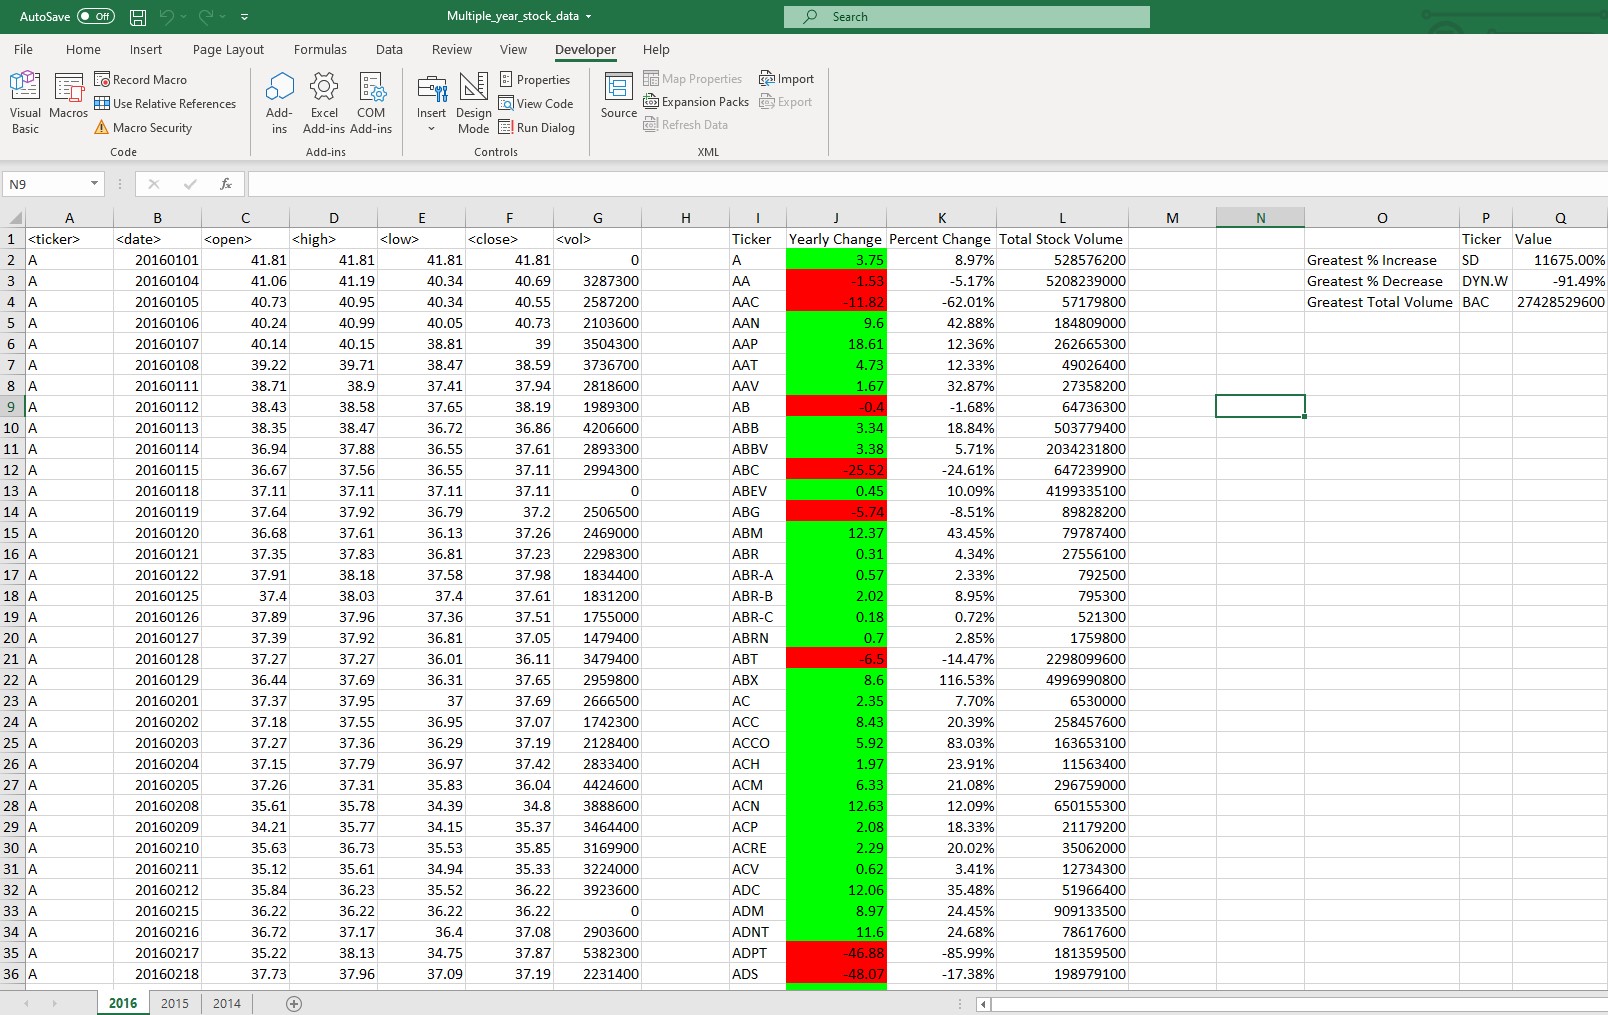 AutoSave Off Multiple_year_stock_data Search
File Home Insert Page Layout Formulas Data Review View Developer Help
Visual Basic Macros Record Macro Use Relative References Macro Security Code
Add-ins Excel Add-ins COM Add-ins Add-ins
Insert Design Mode Properties View Code Run Dialog Controls
Source Map Properties Expansion Packs Refresh Data Import Export XML
N9 fx
A B C D E F G H I J K L M N O P Q
1 <ticker> <date> <open> <high> <low> <close> <vol> Ticker Yearly Change Percent Change Total Stock Volume Ticker Value
2 A 20160101 41.81 41.81 41.81 41.81 0 A 3.75 8.97% 528576200 Greatest % Increase SD 11675.00%
3 A 20160104 41.06 41.19 40.34 40.69 3287300 AA -1.53 -5.17% 5208239000 Greatest % Decrease DYN.W -91.49%
4 A 20160105 40.73 40.95 40.34 40.55 2587200 AAC -11.82 -62.01% 57179800 Greatest Total Volume BAC 27428529600
5 A 20160106 40.24 40.99 40.05 40.73 2103600 AAN 9.6 42.88% 184809000
6 A 20160107 40.14 40.15 38.81 39 3504300 AAP 18.61 12.36% 262665300
7 A 20160108 39.22 39.71 38.47 38.59 3736700 AAT 4.73 12.33% 49026400
8 A 20160111 38.71 38.9 37.41 37.94 2818600 AAV 1.67 32.87% 27358200
9 A 20160112 38.43 38.58 37.65 38.19 1989300 AB -0.4 -1.68% 64736300
10 A 20160113 38.35 38.47 36.72 36.86 4206600 ABB 3.34 18.84% 503779400
11 A 20160114 36.94 37.88 36.55 37.61 2893300 ABBV 3.38 5.71% 2034231800
12 A 20160115 36.67 37.56 36.55 37.11 2994300 ABC -25.52 -24.61% 647239900
13 A 20160118 37.11 37.11 37.11 37.11 0 ABEV 0.45 10.09% 4199335100
14 A 20160119 37.64 37.92 36.79 37.2 2506500 ABG -5.74 -8.51% 89828200
15 A 20160120 36.68 37.61 36.13 37.26 2469000 ABM 12.37 43.45% 79787400
16 A 20160121 37.35 37.83 36.81 37.23 2298300 ABR 0.31 4.34% 27556100
17 A 20160122 37.91 38.18 37.58 37.98 1834400 ABR-A 0.57 2.33% 792500
18 A 20160125 37.4 38.03 37.4 37.61 1831200 ABR-B 2.02 8.95% 795300
19 A 20160126 37.89 37.96 37.36 37.51 1755000 ABR-C 0.18 0.72% 521300
20 A 20160127 37.39 37.92 36.81 37.05 1479400 ABRN 0.7 2.85% 1759800
21 A 20160128 37.27 37.27 36.01 36.11 3479400 ABT -6.5 -14.47% 2298099600
22 A 20160129 36.44 37.69 36.31 37.65 2959800 ABX 8.6 116.53% 4996990800
23 A 20160201 37.37 37.95 37 37.69 2666500 AC 2.35 7.70% 6530000
24 A 20160202 37.18 37.55 36.95 37.07 1742300 ACC 8.43 20.39% 258457600
25 A 20160203 37.27 37.36 36.29 37.19 2128400 ACCO 5.92 83.03% 163653100
26 A 20160204 37.15 37.79 36.97 37.42 2833400 ACH 1.97 23.91% 11563400
27 A 20160205 37.26 37.31 35.83 36.04 4424600 ACM 6.33 21.08% 296759000
28 A 20160208 35.61 35.78 34.39 34.8 3888600 ACN 12.63 12.09% 650155300
29 A 20160209 34.21 35.77 34.15 35.37 3464400 ACP 2.08 18.33% 21179200
30 A 20160210 35.63 36.73 35.53 35.85 3169900 ACRE 2.29 20.02% 35062000
31 A 20160211 35.12 35.61 34.94 35.33 3224000 ACV 0.62 3.41% 12734300
32 A 20160212 35.84 36.23 35.52 36.22 3923600 ADC 12.06 35.48% 51966400
33 A 20160215 36.22 36.22 36.22 36.22 0 ADM 8.97 24.45% 909133500
34 A 20160216 36.72 37.17 36.4 37.08 2903600 ADNT 11.6 24.68% 78617600
35 A 20160217 35.22 38.13 34.75 37.87 5382300 ADPT -46.88 -85.99% 181359500
36 A 20160218 37.73 37.96 37.09 37.19 2231400 ADS -48.07 -17.38% 198979100
2016 2015 2014